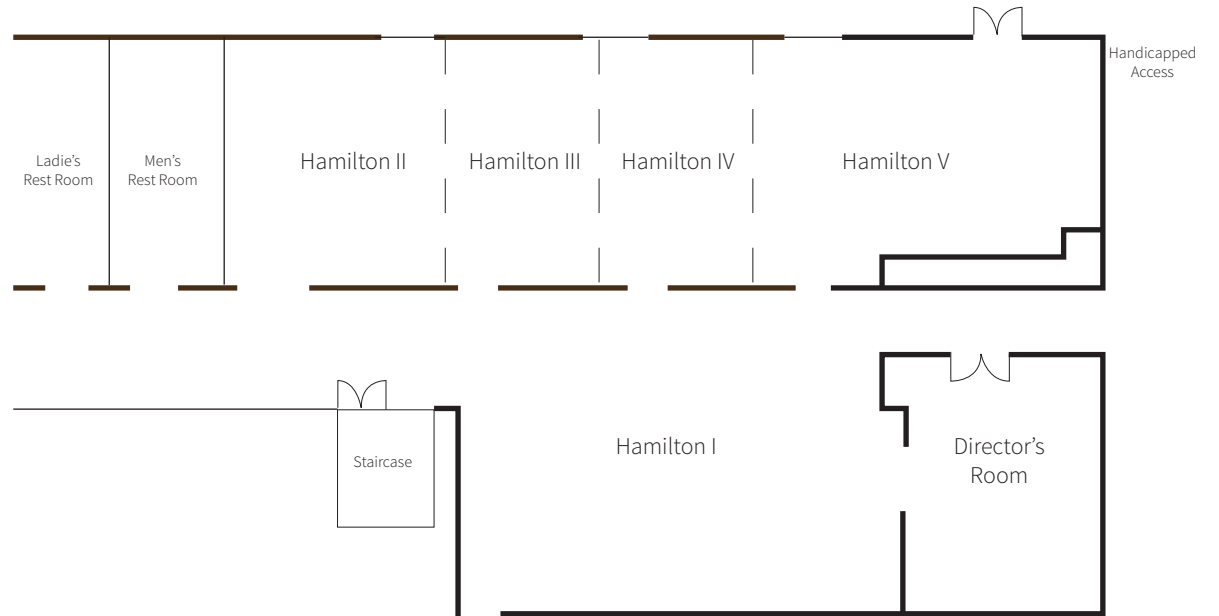 Handicapped
Access
Ladie's
Rest Room
Men's
Rest Room
Hamilton II
Hamilton III
Hamilton IV
Hamilton V
Staircase
Hamilton I
Director's
Room